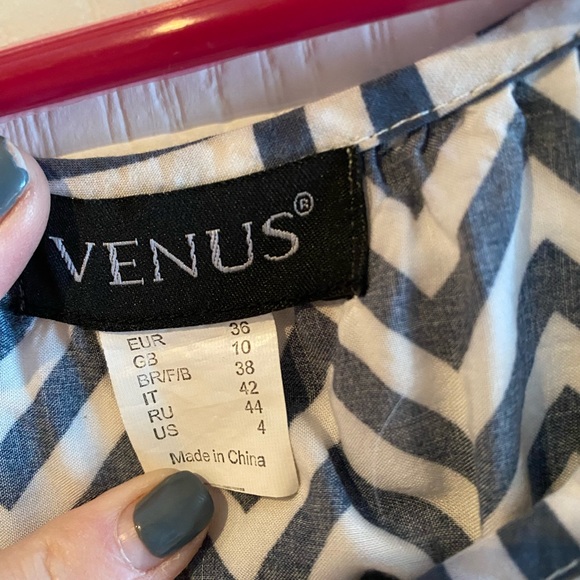 VENUS®
EUR 36
GB 10
BR/F/B 38
IT 42
RU 44
US 4
Made in China